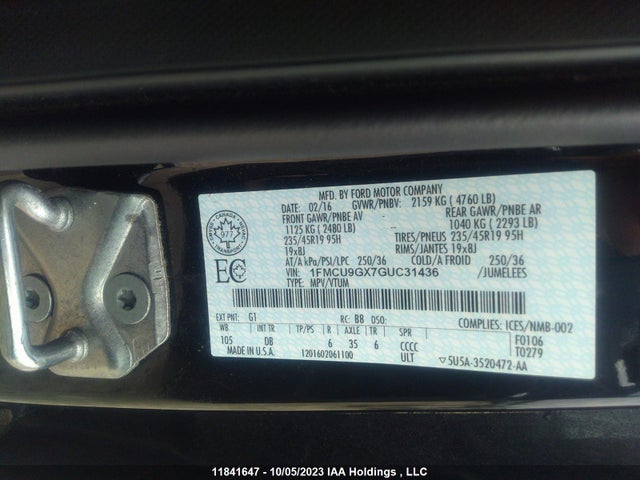 MFD. BY FORD MOTOR COMPANY
DATE: 02/16 GVWR/PNBV: 2159 KG ( 4760 LB)
FRONT GAWR/PNBE AV REAR GAWR/PNBE AR
1125 KG ( 2480 LB) 1040 KG ( 2293 LB)
235/45R19 95H TIRES/PNEUS 235/45R19 95H
19x8J RIMS/JANTES 19x8J
AT/A kPa/PSI/LPC 250/36 COLD/A FROID 250/36
VIN: 1FMCU9GX7GUC31436 /JUMELEES
TYPE: MPV/VTUM
CANADA
977
TRANSPORT
EC
EXT PNT: G1 RC: BB DSO: COMPLIES: ICES/NMB-002
WB INT TR TP/PS R AXLE TR SPR F0106
105 DB 6 35 6 CCCC T0279
MADE IN U.S.A. 1201602061100 ULT ▽5U5A-3520472-AA
11841647 - 10/05/2023 IAA Holdings , LLC